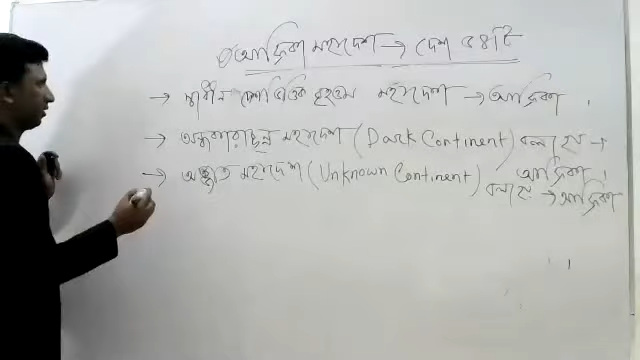 আফ্রিকা মহাদেশ → দেশ ৫৪টি
→ স্বাধীন দেশভিত্তিক বৃহত্তম মহাদেশ → আফ্রিকা।
→ অন্ধকারাচ্ছন্ন মহাদেশ (Dark Continent) বলা হয় → আফ্রিকা।
→ অজ্ঞাত মহাদেশ (Unknown Continent) বলা হয় → আফ্রিকা